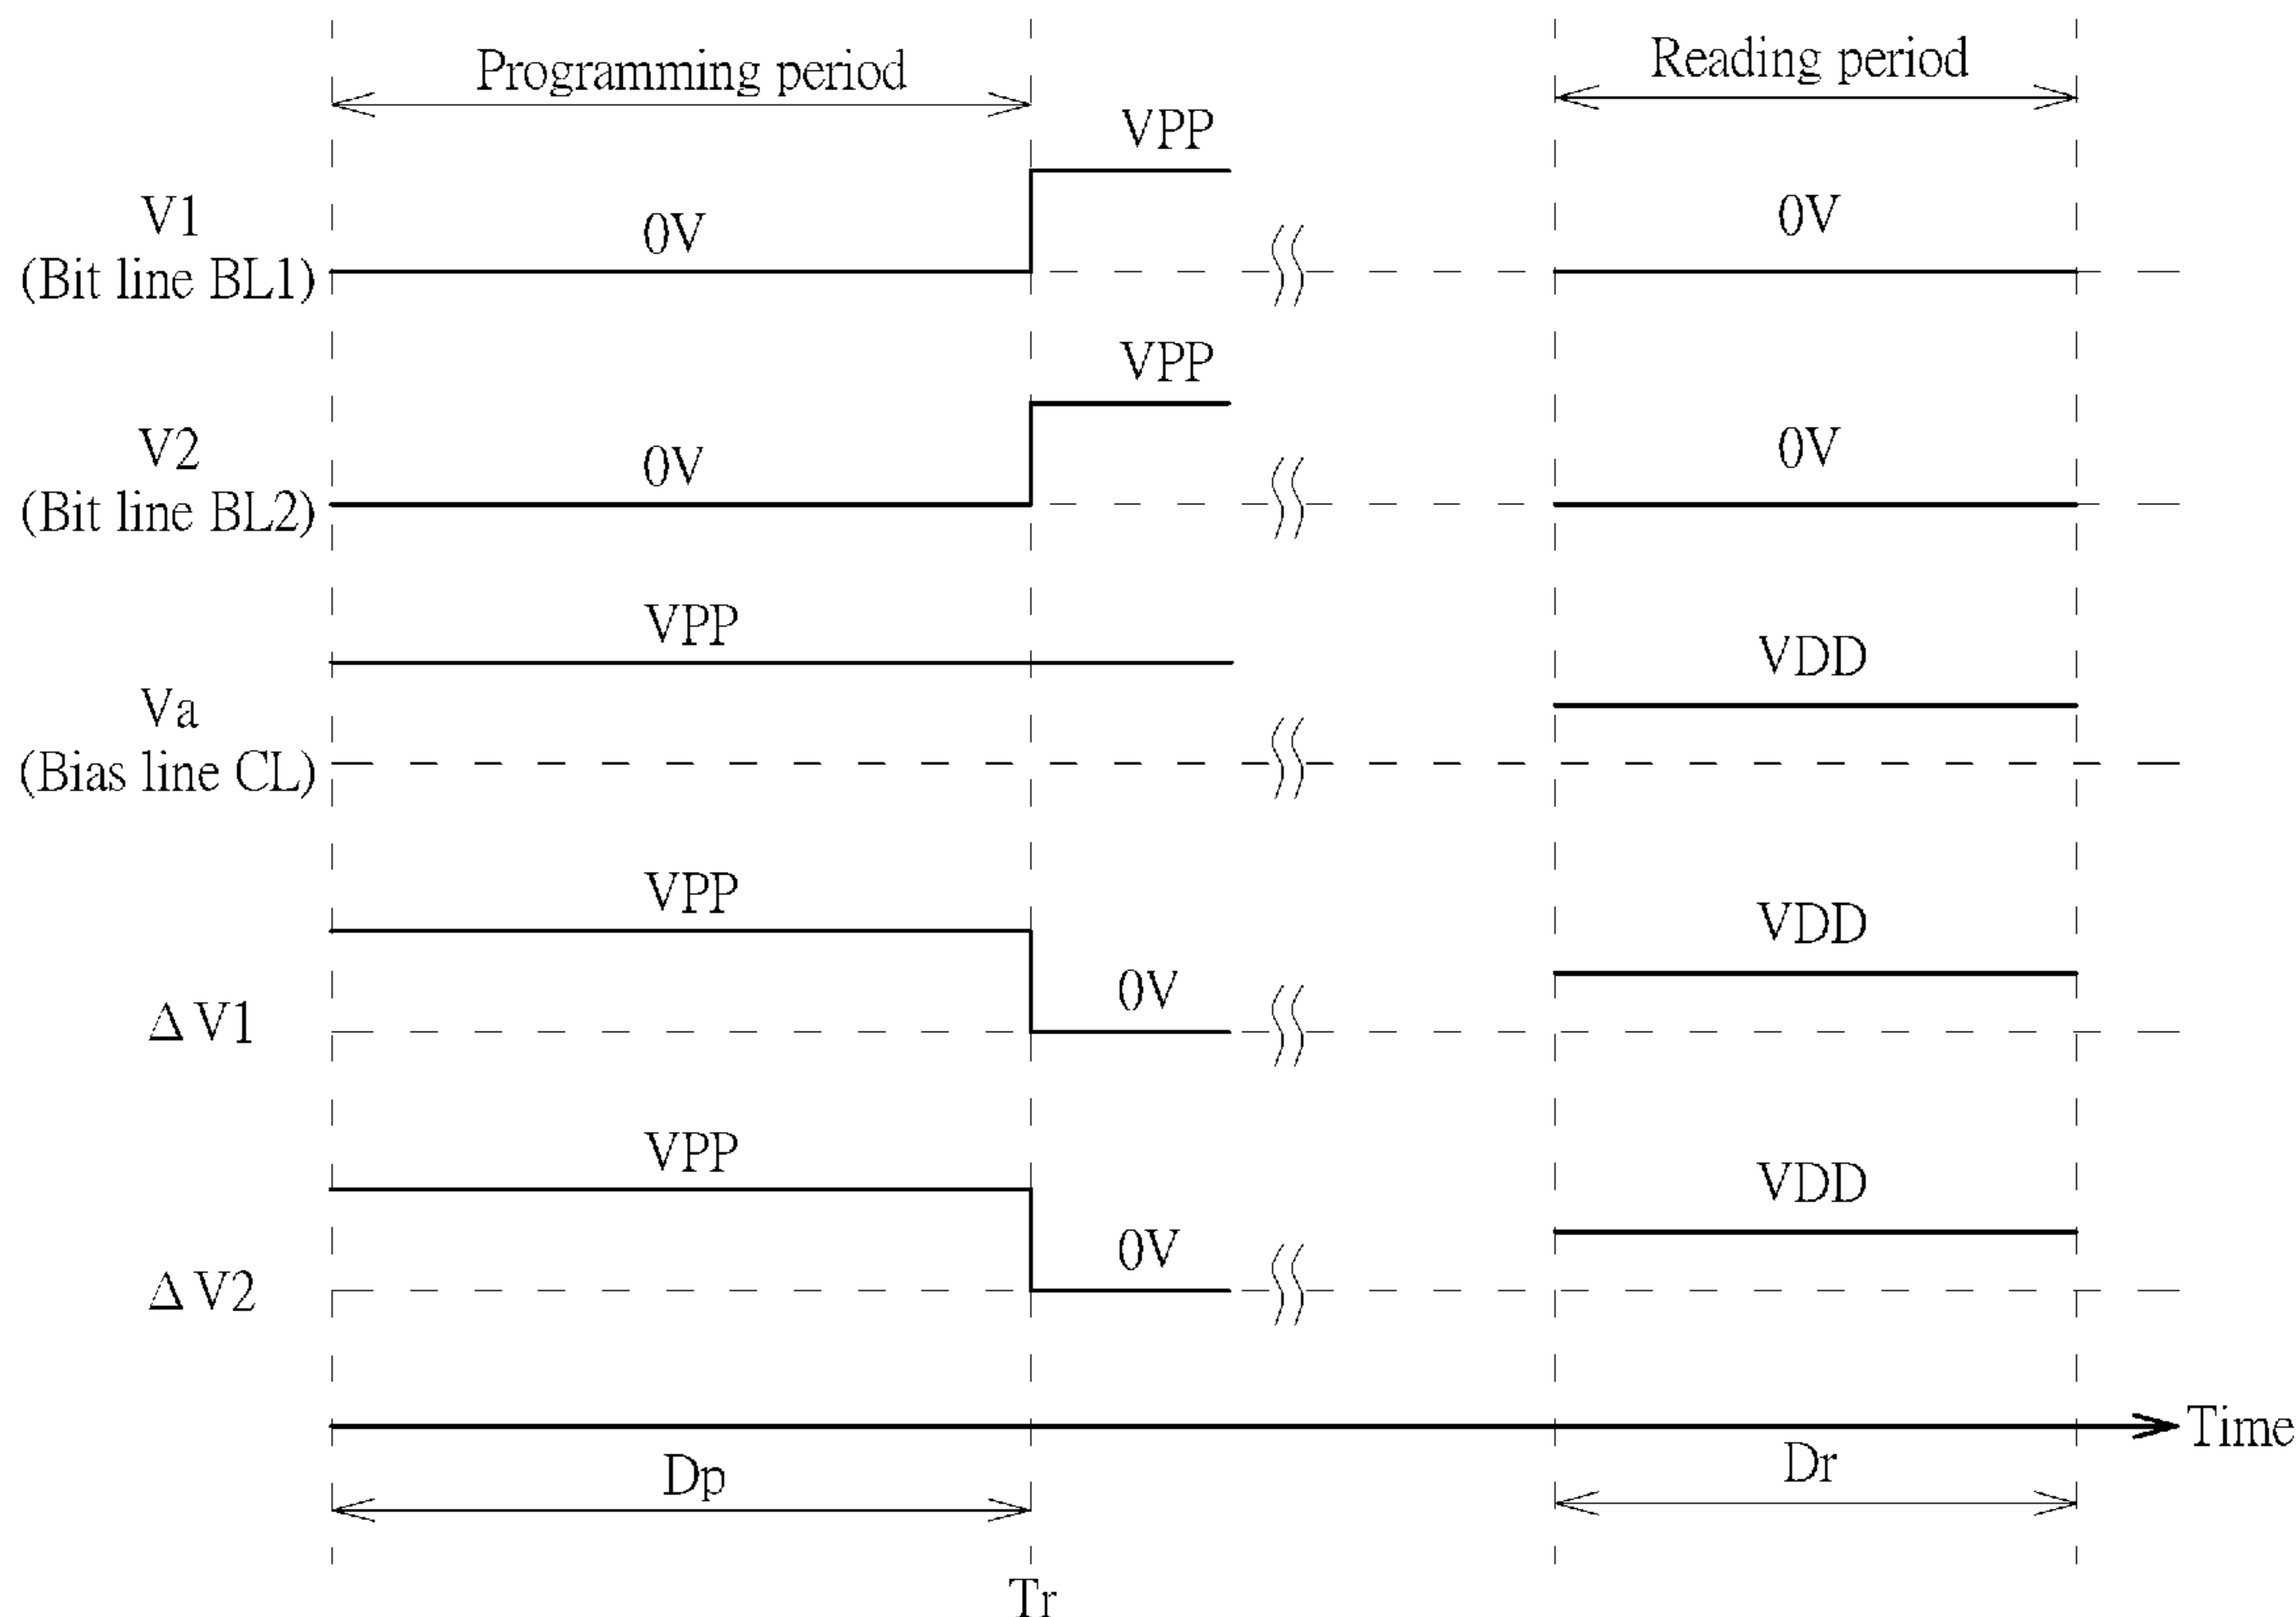 Programming period
Reading period
VPP
V1
(Bit line BL1)
0V
0V
VPP
V2
(Bit line BL2)
0V
0V
VPP
VDD
Va
(Bias line CL)
VPP
VDD
0V
ΔV1
VPP
VDD
0V
ΔV2
Time
Dp
Dr
Tr